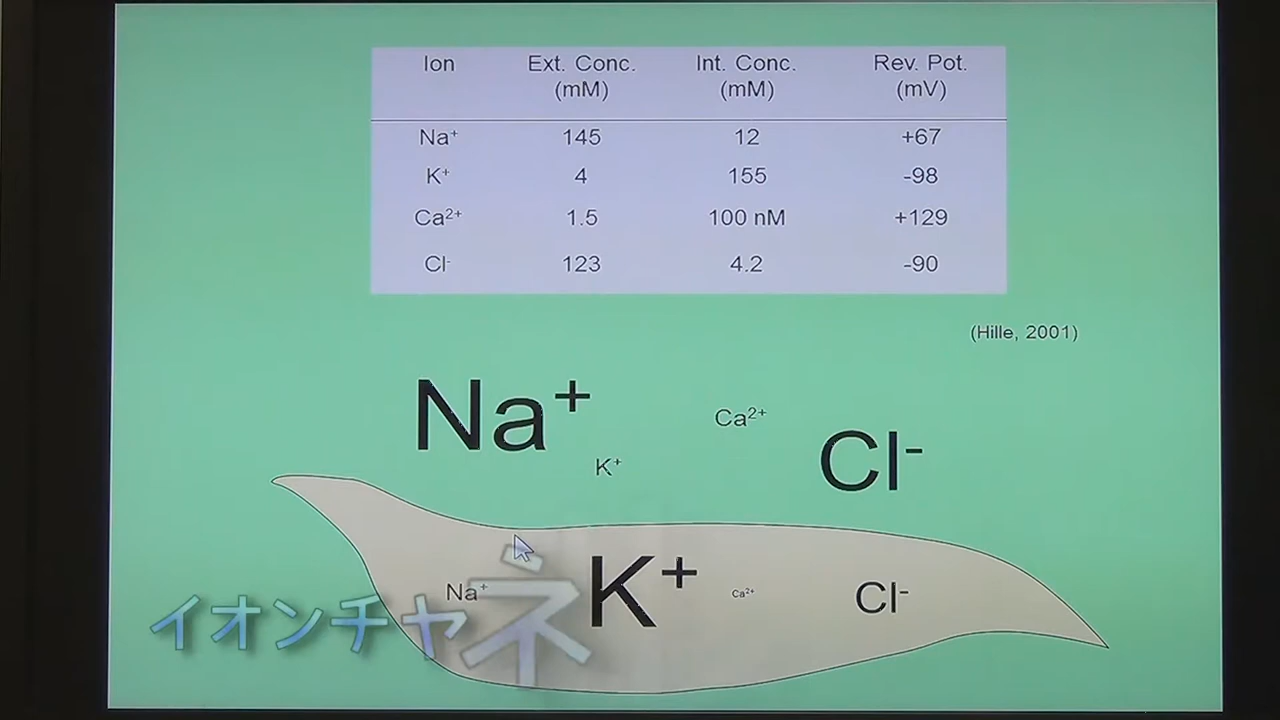 Ion Ext. Conc. (mM) Int. Conc. (mM) Rev. Pot. (mV)
Na⁺ 145 12 +67
K⁺ 4 155 -98
Ca²⁺ 1.5 100 nM +129
Cl⁻ 123 4.2 -90
(Hille, 2001)
Na⁺ Ca²⁺ Cl⁻
K⁺
Na⁺ K⁺ Ca²⁺ Cl⁻
イオンチャネ